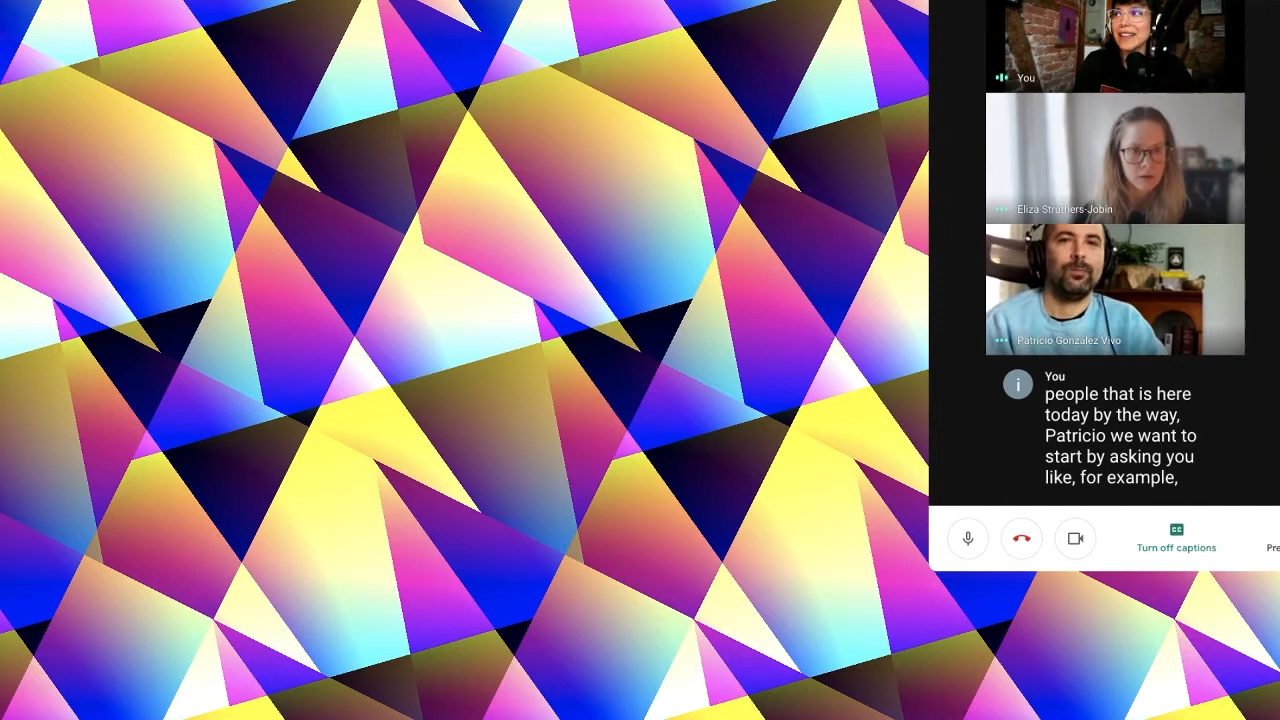 You
Eliza Struthers-Jobin
Patricio Gonzalez Vivo
You
people that is here
today by the way,
Patricio we want to
start by asking you
like, for example,
Turn off captions
Pre